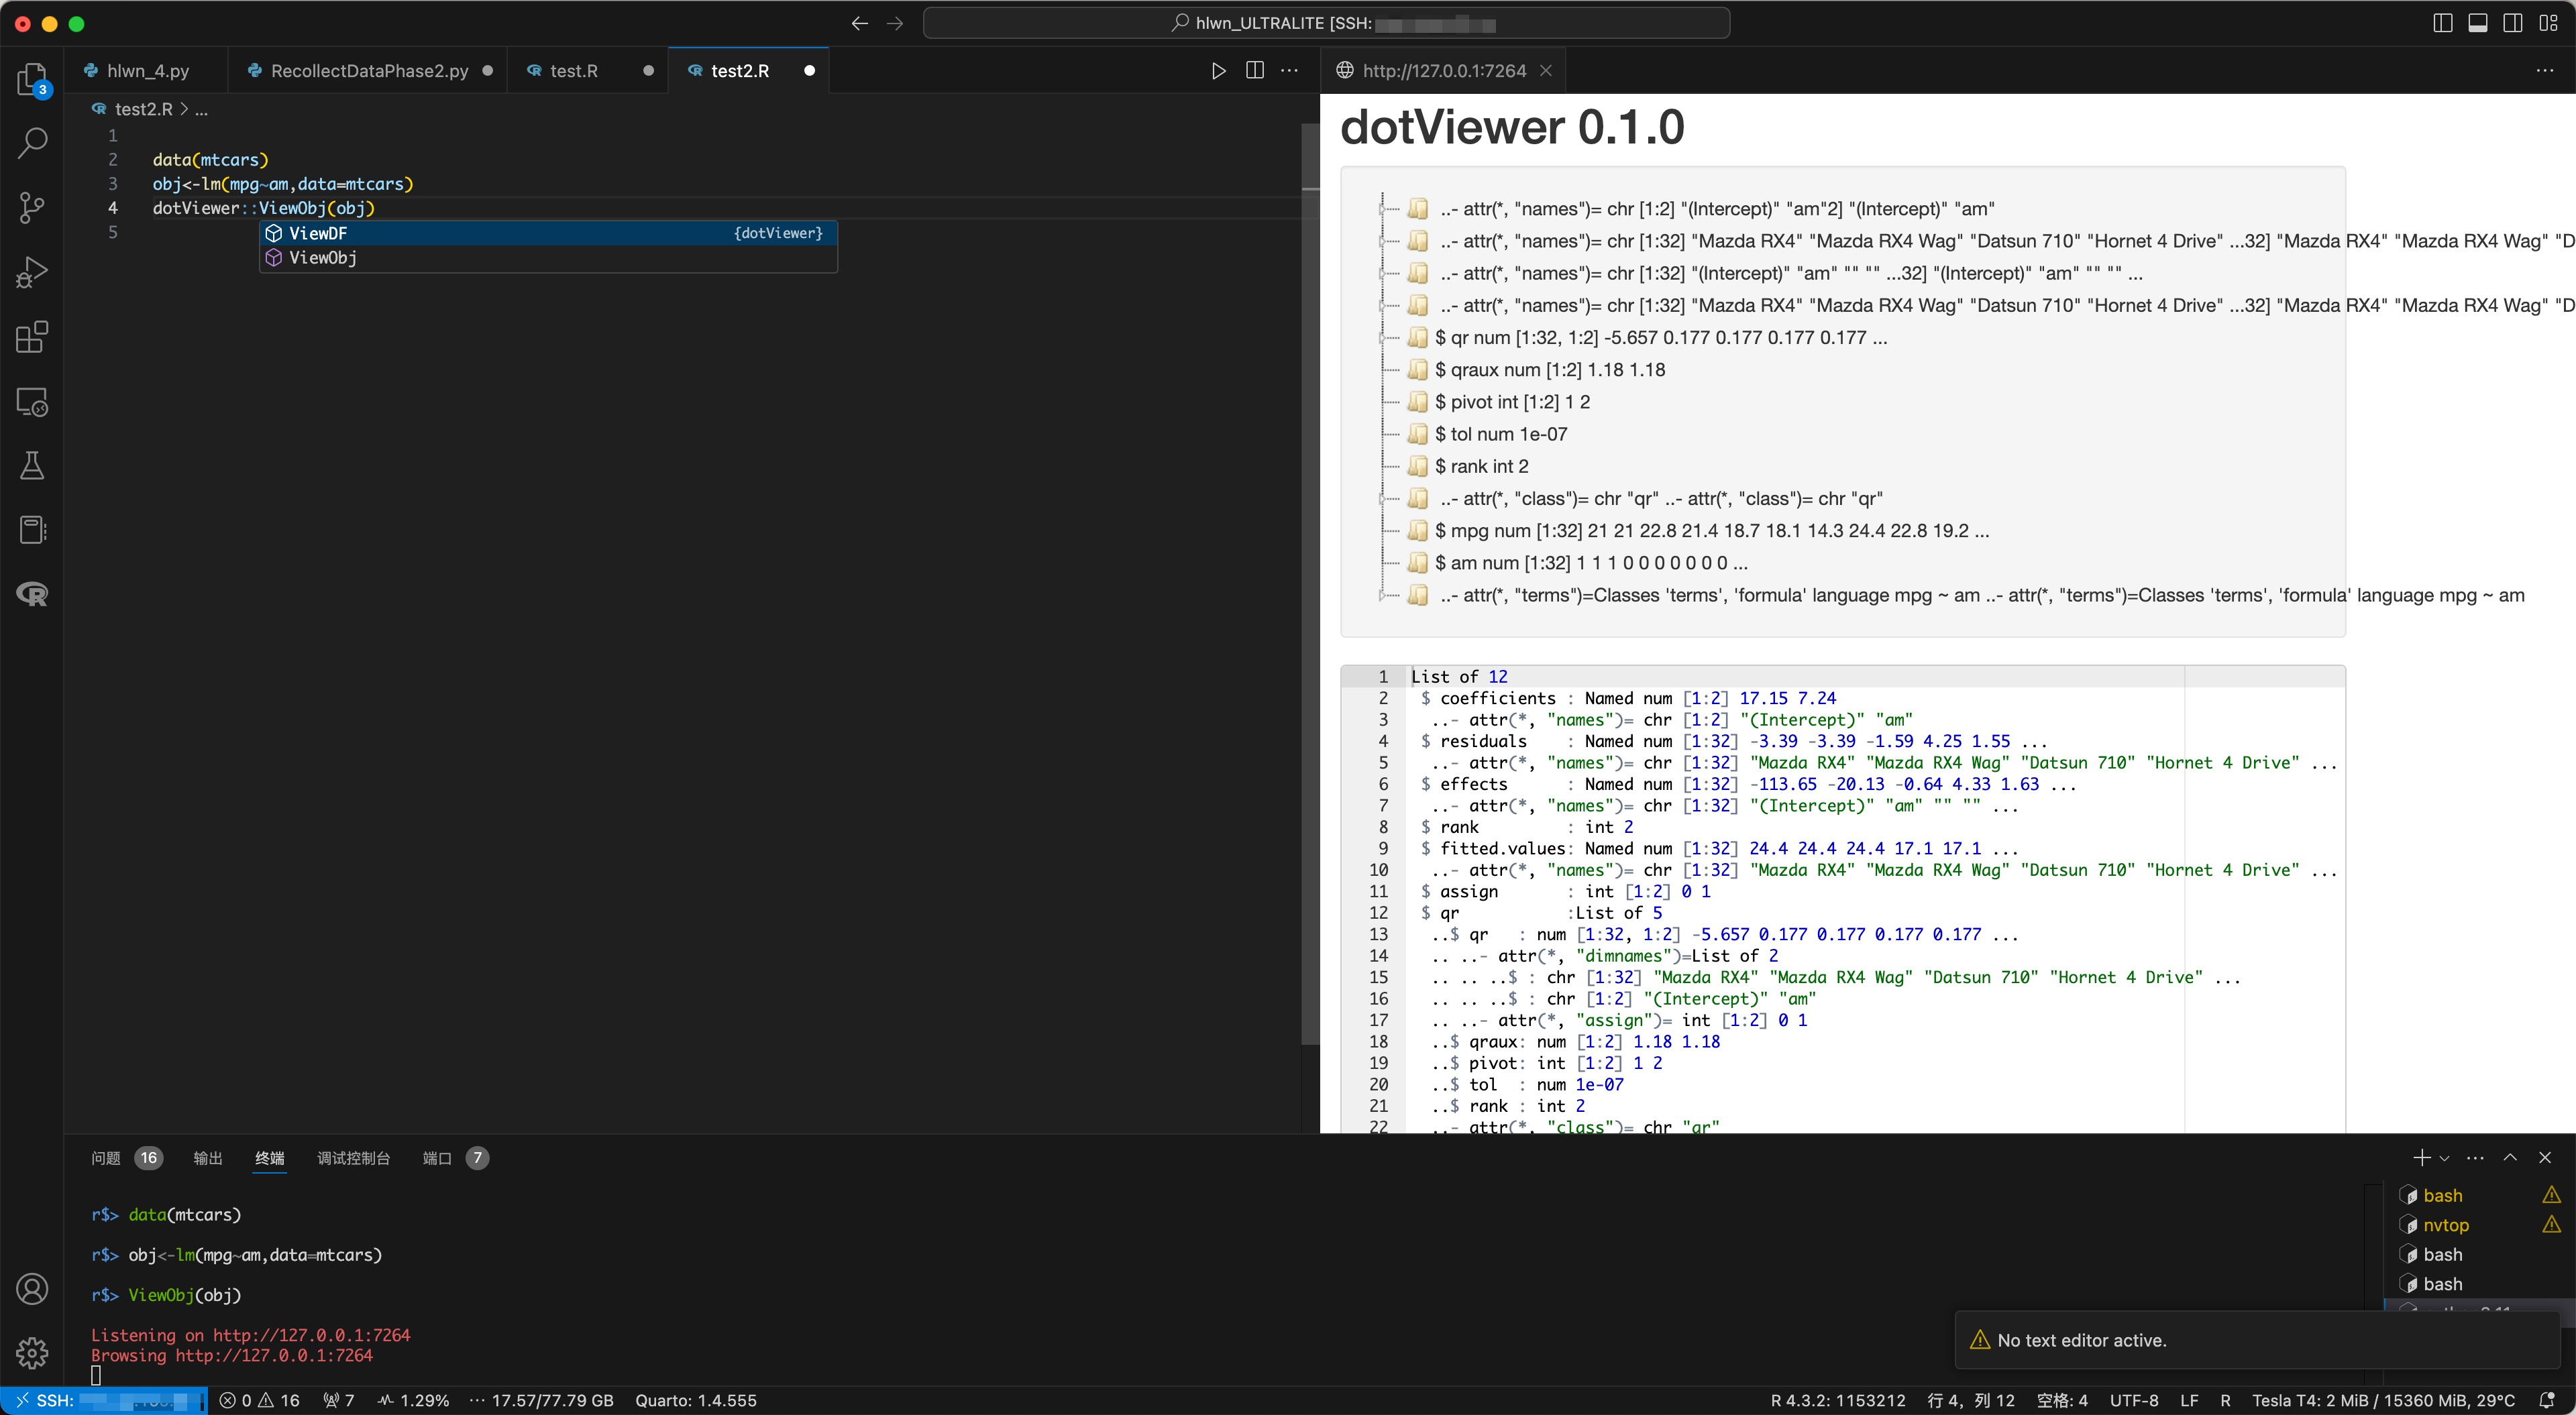 hlwn_ULTRALITE [SSH:
hlwn_4.py
RecollectDataPhase2.py
test.R
test2.R
http://127.0.0.1:7264
3
test2.R > ...
1
2 data(mtcars)
3 obj<-lm(mpg~am,data=mtcars)
4 dotViewer::ViewObj(obj)
5
ViewDF {dotViewer}
ViewObj
dotViewer 0.1.0
..- attr(*, "names")= chr [1:2] "(Intercept)" "am"2] "(Intercept)" "am"
..- attr(*, "names")= chr [1:32] "Mazda RX4" "Mazda RX4 Wag" "Datsun 710" "Hornet 4 Drive" ...32] "Mazda RX4" "Mazda RX4 Wag" "D
..- attr(*, "names")= chr [1:32] "(Intercept)" "am" "" "" ...32] "(Intercept)" "am" "" "" ...
..- attr(*, "names")= chr [1:32] "Mazda RX4" "Mazda RX4 Wag" "Datsun 710" "Hornet 4 Drive" ...32] "Mazda RX4" "Mazda RX4 Wag" "D
$ qr num [1:32, 1:2] -5.657 0.177 0.177 0.177 0.177 ...
$ qraux num [1:2] 1.18 1.18
$ pivot int [1:2] 1 2
$ tol num 1e-07
$ rank int 2
..- attr(*, "class")= chr "qr" ..- attr(*, "class")= chr "qr"
$ mpg num [1:32] 21 21 22.8 21.4 18.7 18.1 14.3 24.4 22.8 19.2 ...
$ am num [1:32] 1 1 1 0 0 0 0 0 0 0 ...
..- attr(*, "terms")=Classes 'terms', 'formula' language mpg ~ am ..- attr(*, "terms")=Classes 'terms', 'formula' language mpg ~ am
1 List of 12
2 $ coefficients : Named num [1:2] 17.15 7.24
3 ..- attr(*, "names")= chr [1:2] "(Intercept)" "am"
4 $ residuals : Named num [1:32] -3.39 -3.39 -1.59 4.25 1.55 ...
5 ..- attr(*, "names")= chr [1:32] "Mazda RX4" "Mazda RX4 Wag" "Datsun 710" "Hornet 4 Drive" ...
6 $ effects : Named num [1:32] -113.65 -20.13 -0.64 4.33 1.63 ...
7 ..- attr(*, "names")= chr [1:32] "(Intercept)" "am" "" "" ...
8 $ rank : int 2
9 $ fitted.values: Named num [1:32] 24.4 24.4 24.4 17.1 17.1 ...
10 ..- attr(*, "names")= chr [1:32] "Mazda RX4" "Mazda RX4 Wag" "Datsun 710" "Hornet 4 Drive" ...
11 $ assign : int [1:2] 0 1
12 $ qr :List of 5
13 ..$ qr : num [1:32, 1:2] -5.657 0.177 0.177 0.177 0.177 ...
14 .. ..- attr(*, "dimnames")=List of 2
15 .. .. ..$ : chr [1:32] "Mazda RX4" "Mazda RX4 Wag" "Datsun 710" "Hornet 4 Drive" ...
16 .. .. ..$ : chr [1:2] "(Intercept)" "am"
17 .. ..- attr(*, "assign")= int [1:2] 0 1
18 ..$ qraux: num [1:2] 1.18 1.18
19 ..$ pivot: int [1:2] 1 2
20 ..$ tol : num 1e-07
21 ..$ rank : int 2
22 ..- attr(*, "class")= chr "qr"
问题 16 输出 终端 调试控制台 端口 7
r$> data(mtcars)
r$> obj<-lm(mpg~am,data=mtcars)
r$> ViewObj(obj)
Listening on http://127.0.0.1:7264
Browsing http://127.0.0.1:7264
bash
nvtop
bash
bash
No text editor active.
SSH:
0 16 7 1.29% ··· 17.57/77.79 GB Quarto: 1.4.555
R 4.3.2: 1153212 行 4，列 12 空格: 4 UTF-8 LF R Tesla T4: 2 MiB / 15360 MiB, 29°C